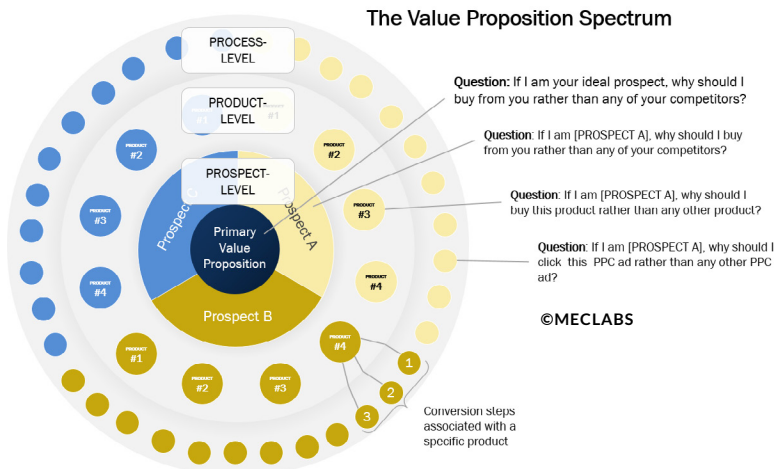 The Value Proposition Spectrum
PROCESS-
LEVEL
PRODUCT-
LEVEL
PROSPECT-
LEVEL
Primary
Value
Proposition
Prospect A
Prospect B
Prospect C
Question: If I am your ideal prospect, why should I
buy from you rather than any of your competitors?
Question: If I am [PROSPECT A], why should I buy
from you rather than any of your competitors?
Question: If I am [PROSPECT A], why should I
buy this product rather than any other product?
Question: If I am [PROSPECT A], why should I
click this PPC ad rather than any other PPC
ad?
©MECLABS
#1
#1
PRODUCT
#2
PRODUCT
#3
PRODUCT
#4
PRODUCT
#2
PRODUCT
#3
PRODUCT
#4
PRODUCT
#1
PRODUCT
#2
PRODUCT
#3
PRODUCT
#4
1
2
3
Conversion steps
associated with a
specific product